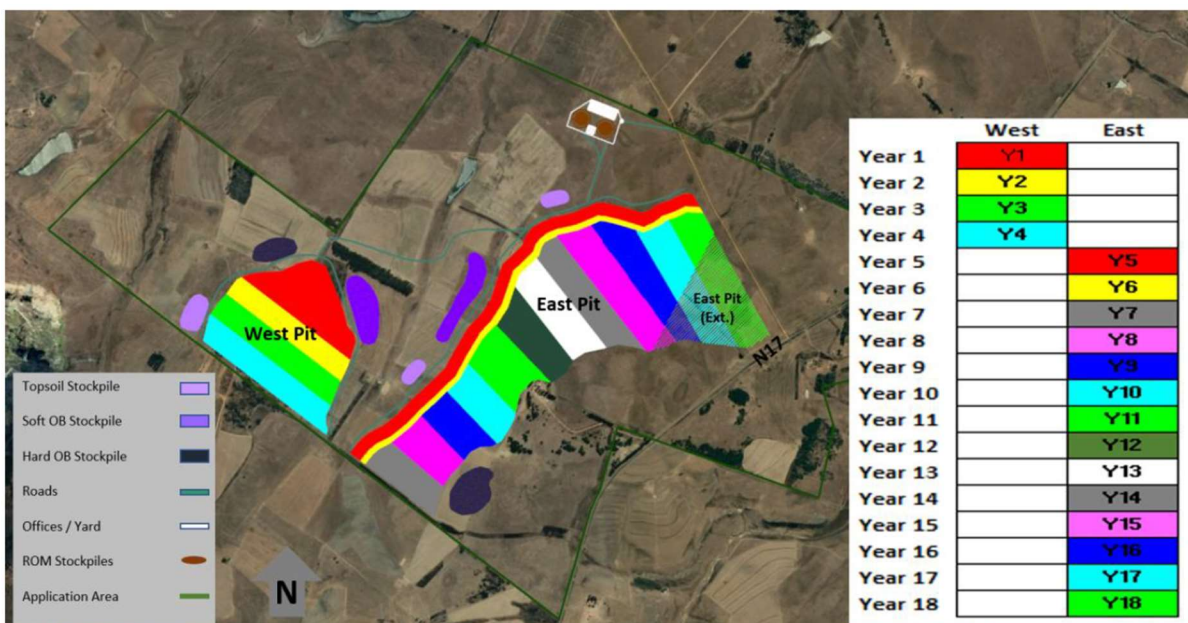 West East
Year 1 Y1
Year 2 Y2
Year 3 Y3
Year 4 Y4
Year 5 Y5
Year 6 Y6
Year 7 Y7
Year 8 Y8
Year 9 Y9
Year 10 Y10
Year 11 Y11
Year 12 Y12
Year 13 Y13
Year 14 Y14
Year 15 Y15
Year 16 Y16
Year 17 Y17
Year 18 Y18
West Pit
East Pit
East Pit
(Ext.)
N17
Topsoil Stockpile
Soft OB Stockpile
Hard OB Stockpile
Roads
Offices / Yard
ROM Stockpiles
Application Area
N